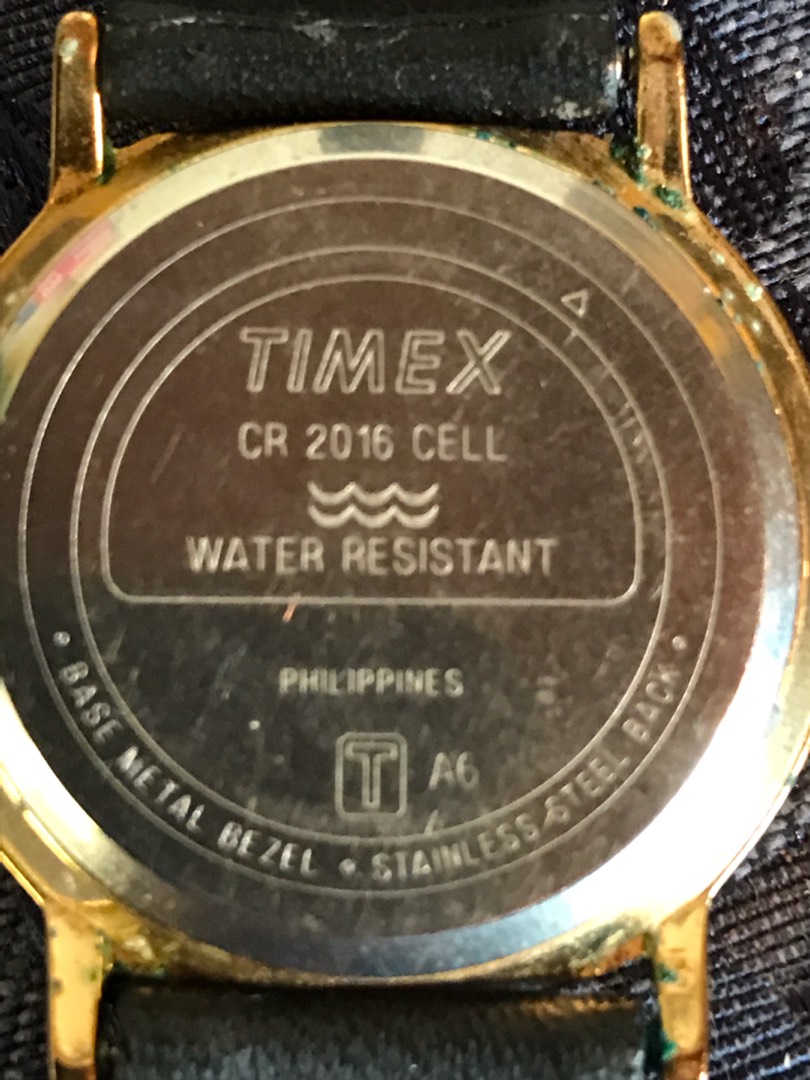 TIMEX
CR 2016 CELL
WATER RESISTANT
PHILIPPINES
T A6
• BASE METAL BEZEL • STAINLESS STEEL BACK •